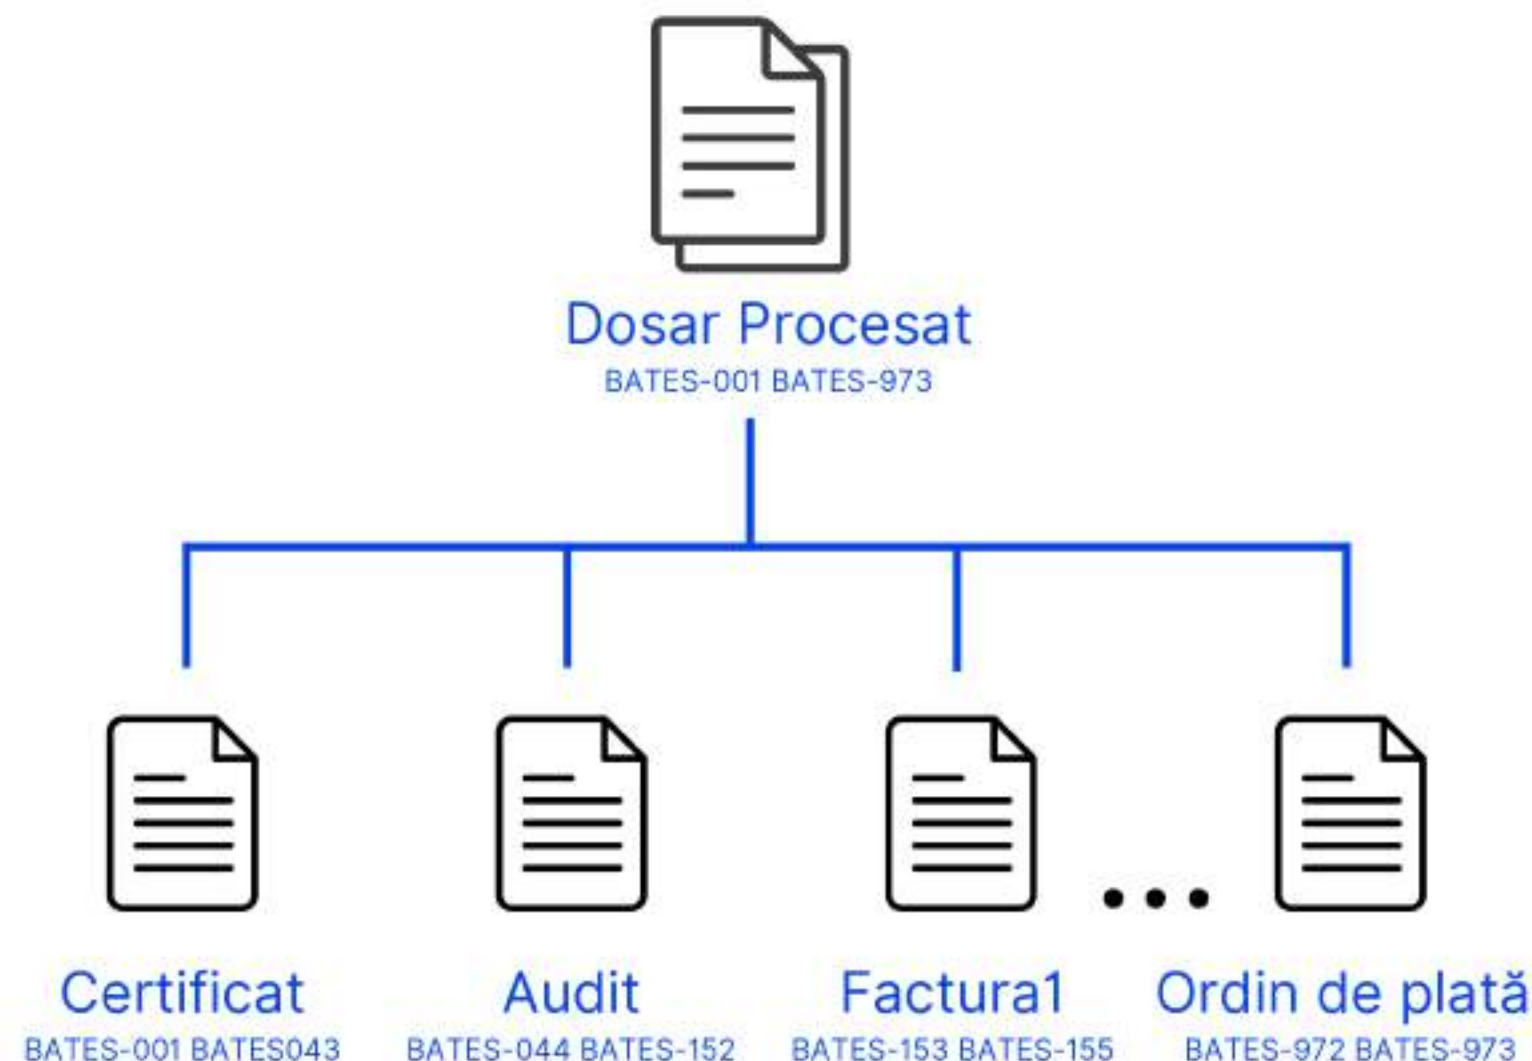 Dosar Procesat
BATES-001 BATES-973
Certificat
BATES-001 BATES043
Audit
BATES-044 BATES-152
Factura1
BATES-153 BATES-155
Ordin de plată
BATES-972 BATES-973